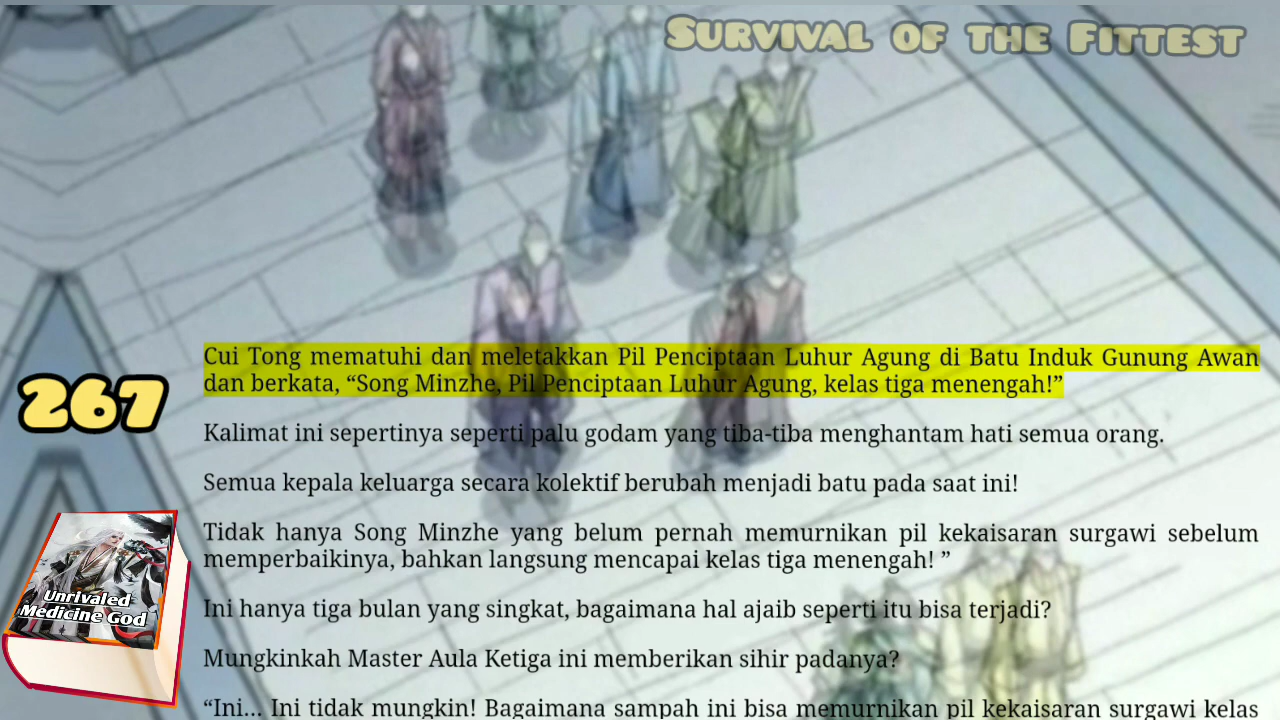 Survival of the Fittest
Cui Tong mematuhi dan meletakkan Pil Penciptaan Luhur Agung di Batu Induk Gunung Awan
dan berkata, “Song Minzhe, Pil Penciptaan Luhur Agung, kelas tiga menengah!”
267
Kalimat ini sepertinya seperti palu godam yang tiba-tiba menghantam hati semua orang.
Semua kepala keluarga secara kolektif berubah menjadi batu pada saat ini!
Tidak hanya Song Minzhe yang belum pernah memurnikan pil kekaisaran surgawi sebelum
memperbaikinya, bahkan langsung mencapai kelas tiga menengah! ”
Ini hanya tiga bulan yang singkat, bagaimana hal ajaib seperti itu bisa terjadi?
Mungkinkah Master Aula Ketiga ini memberikan sihir padanya?
“Ini... Ini tidak mungkin! Bagaimana sampah ini bisa memurnikan pil kekaisaran surgawi kelas
Unrivaled
Medicine God